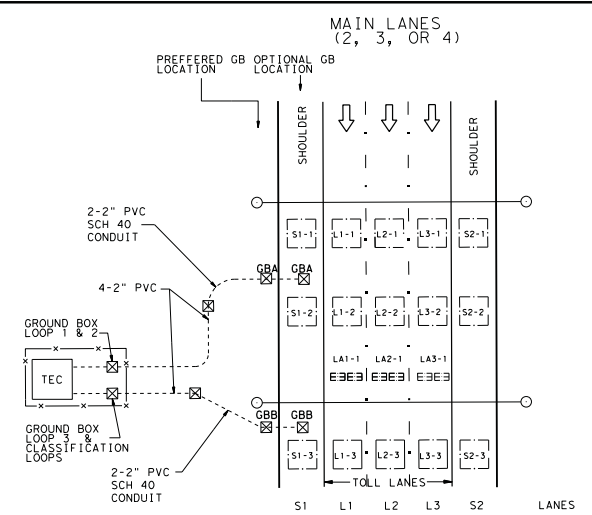 MAIN LANES
(2, 3, OR 4)
PREFFERED GB OPTIONAL GB
LOCATION LOCATION
SHOULDER
SHOULDER
2-2" PVC
SCH 40
CONDUIT
S1-1 L1-1 L2-1 L3-1 S2-1
GBA GBA
4-2" PVC
S1-2 L1-2 L2-2 L3-2 S2-2
GROUND BOX
LOOP 1 & 2
LA1-1 LA2-1 LA3-1
TEC
GBB GBB
GROUND BOX
LOOP 3 &
CLASSIFICATION
LOOPS
S1-3 L1-3 L2-3 L3-3 S2-3
2-2" PVC
SCH 40
CONDUIT
TOLL LANES
S1 L1 L2 L3 S2 LANES